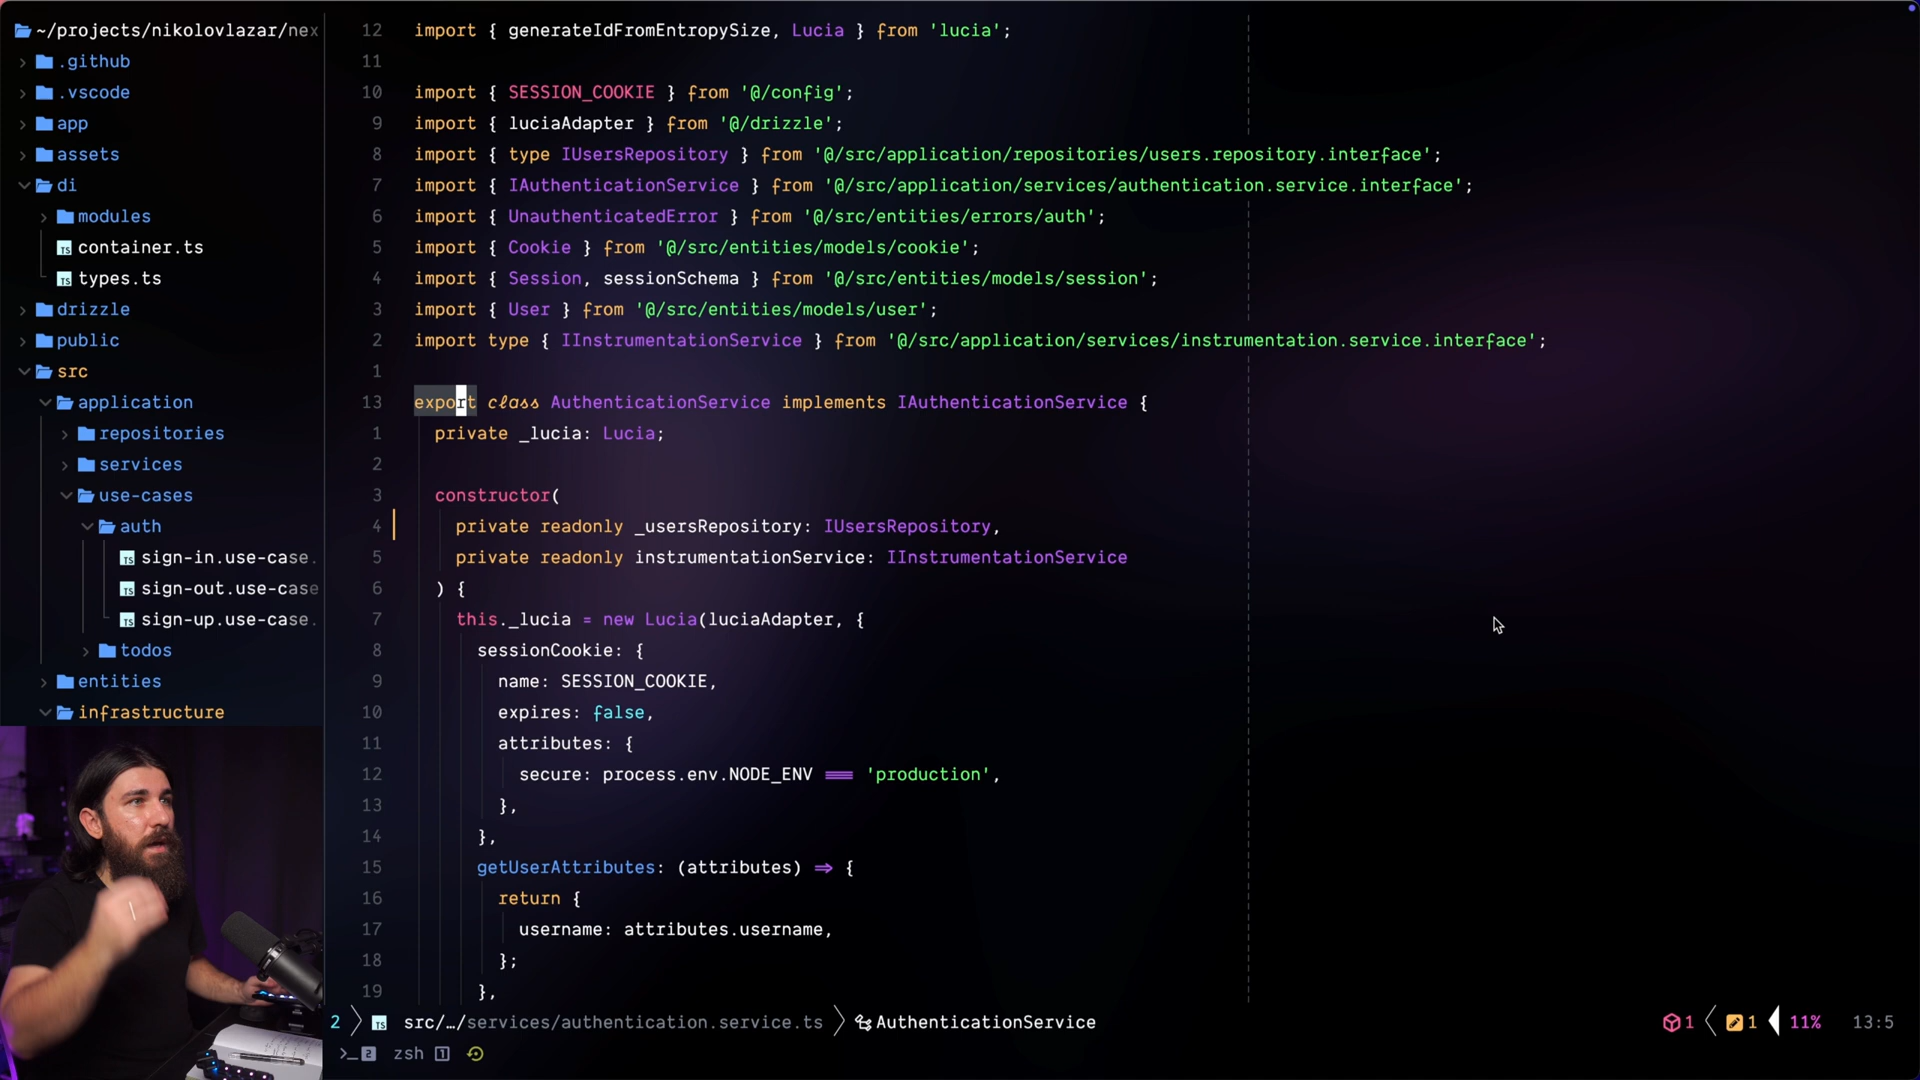 ~/projects/nikolovlazar/nex
.github
.vscode
app
assets
di
modules
container.ts
types.ts
drizzle
public
src
application
repositories
services
use-cases
auth
sign-in.use-case.
sign-out.use-case
sign-up.use-case.
todos
entities
infrastructure
12 import { generateIdFromEntropySize, Lucia } from 'lucia';
11
10 import { SESSION_COOKIE } from '@/config';
9 import { luciaAdapter } from '@/drizzle';
8 import { type IUsersRepository } from '@/src/application/repositories/users.repository.interface';
7 import { IAuthenticationService } from '@/src/application/services/authentication.service.interface';
6 import { UnauthenticatedError } from '@/src/entities/errors/auth';
5 import { Cookie } from '@/src/entities/models/cookie';
4 import { Session, sessionSchema } from '@/src/entities/models/session';
3 import { User } from '@/src/entities/models/user';
2 import type { IInstrumentationService } from '@/src/application/services/instrumentation.service.interface';
1
13 export class AuthenticationService implements IAuthenticationService {
1 private _lucia: Lucia;
2
3 constructor(
4 private readonly _usersRepository: IUsersRepository,
5 private readonly instrumentationService: IInstrumentationService
6 ) {
7 this._lucia = new Lucia(luciaAdapter, {
8 sessionCookie: {
9 name: SESSION_COOKIE,
10 expires: false,
11 attributes: {
12 secure: process.env.NODE_ENV === 'production',
13 },
14 },
15 getUserAttributes: (attributes) => {
16 return {
17 username: attributes.username,
18 };
19 },
2 TS src/…/services/authentication.service.ts AuthenticationService 1 1 11% 13:5
>_ 2 zsh 1